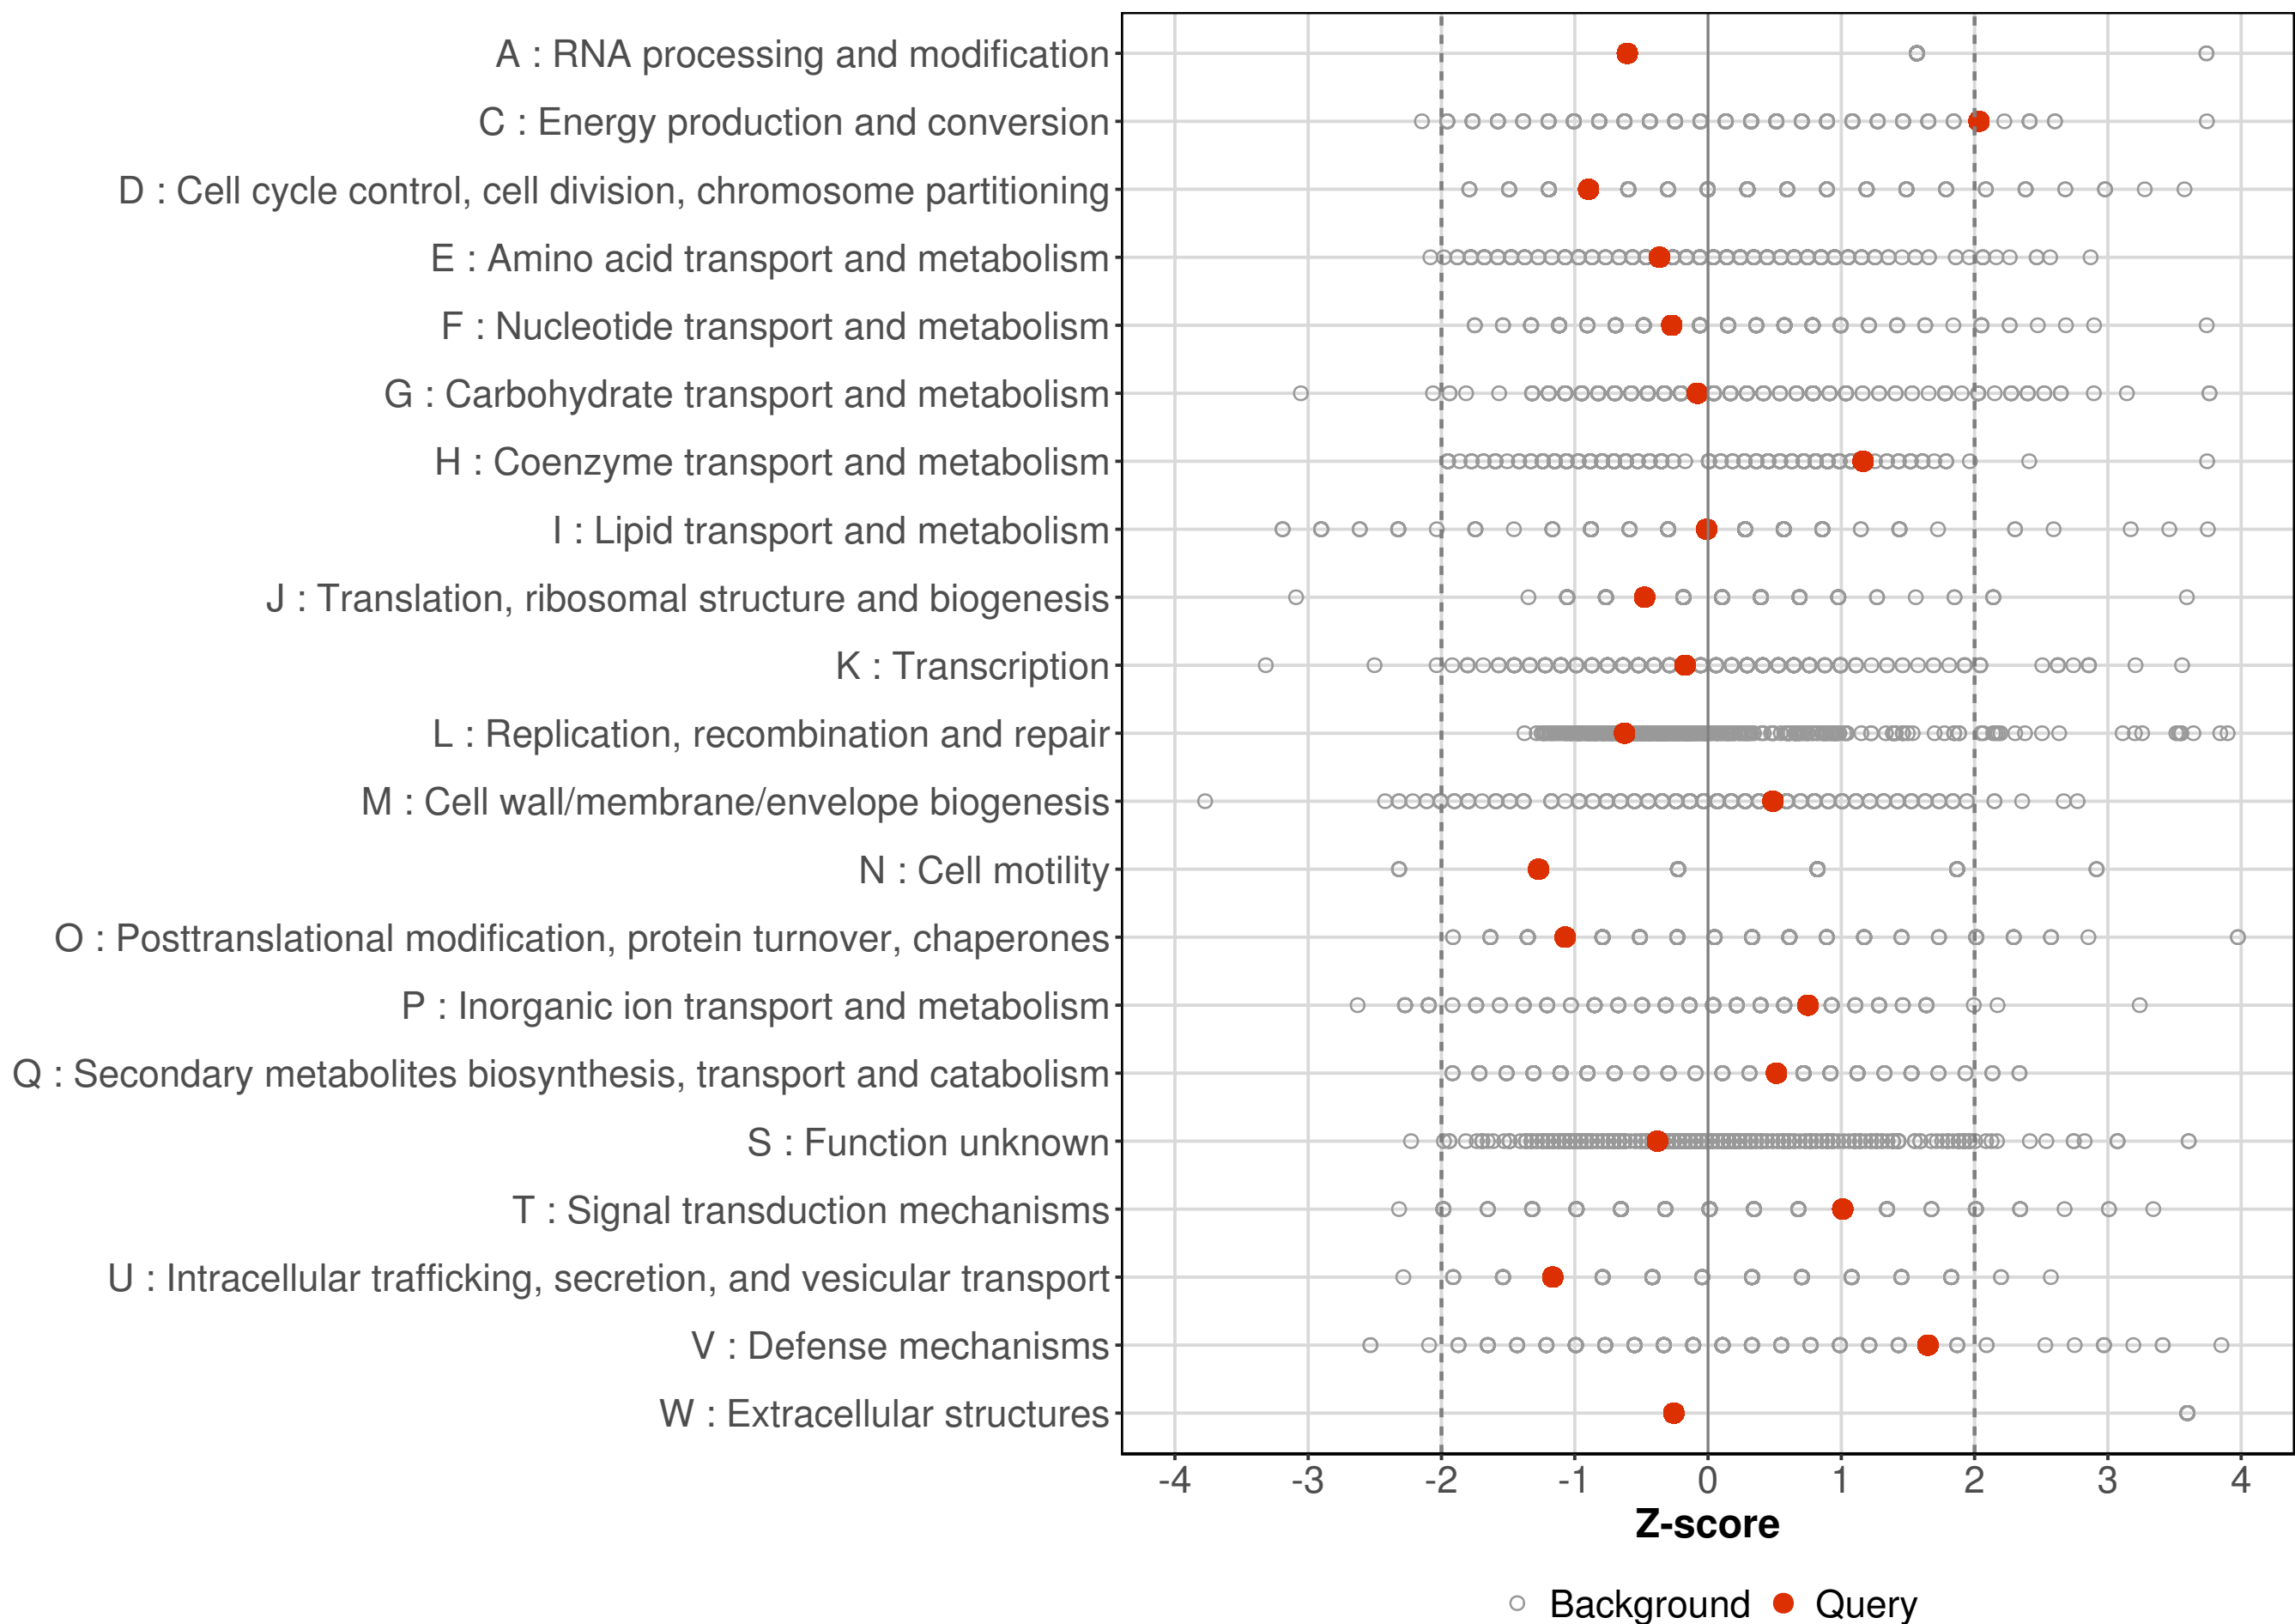 A : RNA processing and modification
C : Energy production and conversion
D : Cell cycle control, cell division, chromosome partitioning
E : Amino acid transport and metabolism
F : Nucleotide transport and metabolism
G : Carbohydrate transport and metabolism
H : Coenzyme transport and metabolism
I : Lipid transport and metabolism
J : Translation, ribosomal structure and biogenesis
K : Transcription
L : Replication, recombination and repair
M : Cell wall/membrane/envelope biogenesis
N : Cell motility
O : Posttranslational modification, protein turnover, chaperones
P : Inorganic ion transport and metabolism
Q : Secondary metabolites biosynthesis, transport and catabolism
S : Function unknown
T : Signal transduction mechanisms
U : Intracellular trafficking, secretion, and vesicular transport
V : Defense mechanisms
W : Extracellular structures
-4 -3 -2 -1 0 1 2 3 4
Z-score
Background Query